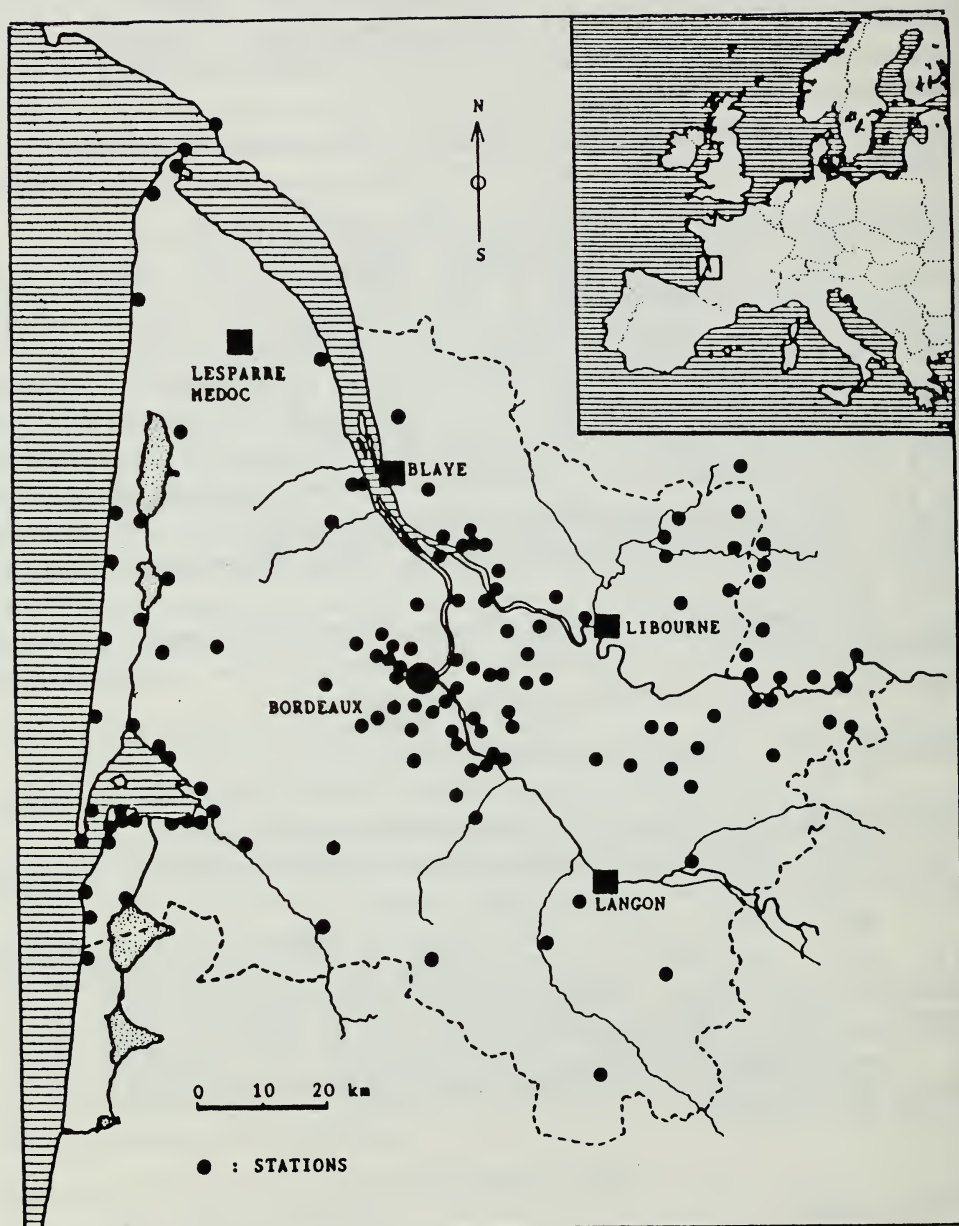 N
S
LESPARRE
MEDOC
BLAYE
LIBOURNE
BORDEAUX
LANGON
0 10 20 km
● : STATIONS